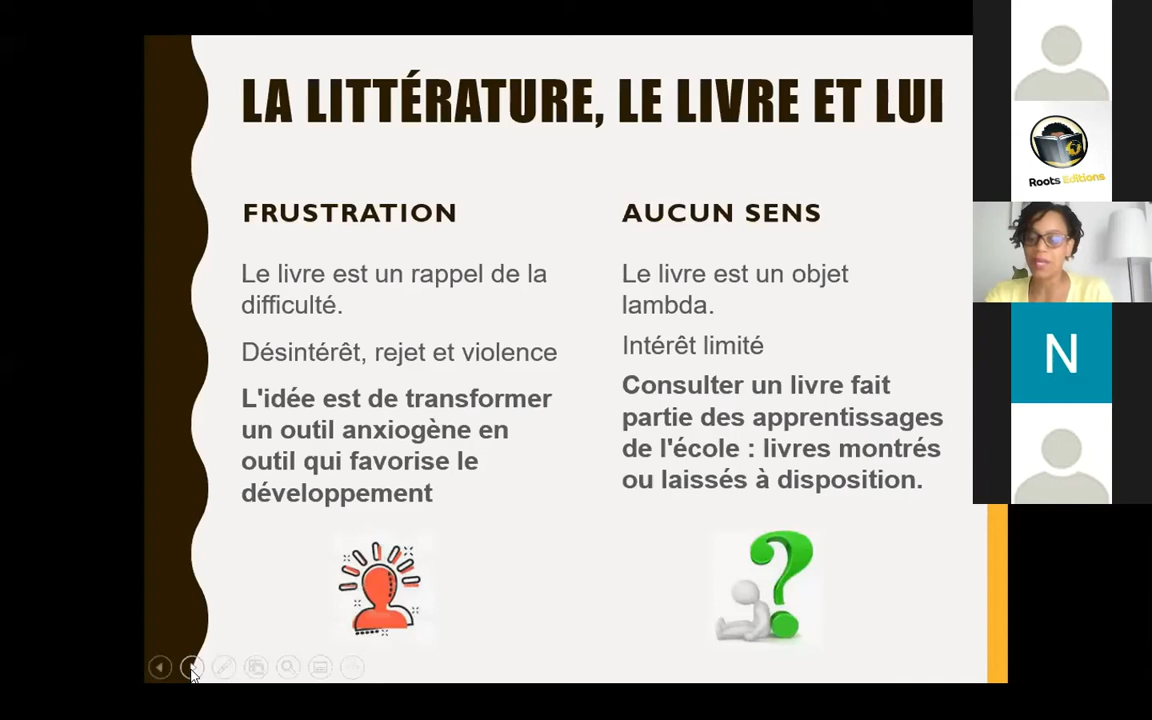 LA LITTÉRATURE, LE LIVRE ET LUI
FRUSTRATION
Le livre est un rappel de la
difficulté.
Désintérêt, rejet et violence
L'idée est de transformer
un outil anxiogène en
outil qui favorise le
développement
AUCUN SENS
Le livre est un objet
lambda.
Intérêt limité
Consulter un livre fait
partie des apprentissages
de l'école : livres montrés
ou laissés à disposition.
Roots Editions
N